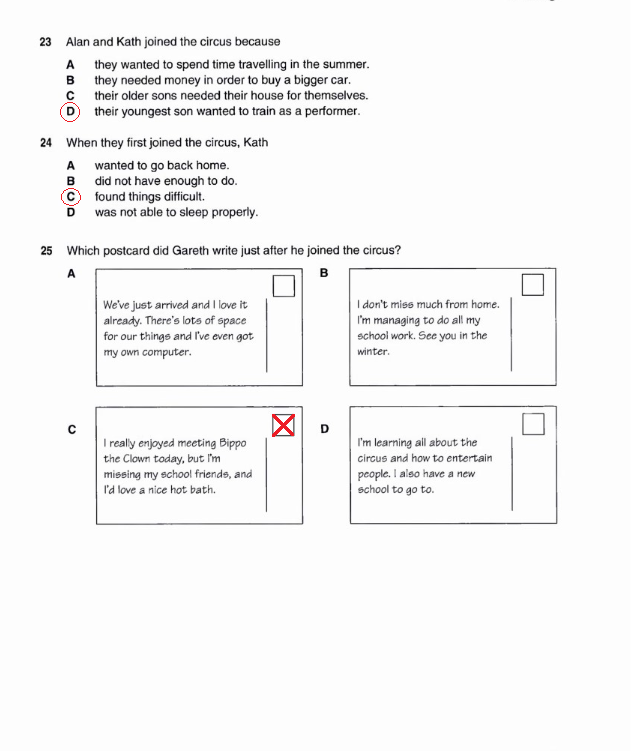 23 Alan and Kath joined the circus because
A they wanted to spend time travelling in the summer.
B they needed money in order to buy a bigger car.
C their older sons needed their house for themselves.
D their youngest son wanted to train as a performer.
24 When they first joined the circus, Kath
A wanted to go back home.
B did not have enough to do.
C found things difficult.
D was not able to sleep properly.
25 Which postcard did Gareth write just after he joined the circus?
A
We've just arrived and I love it
already. There's lots of space
for our things and I've even got
my own computer.
B
I don't miss much from home.
I'm managing to do all my
school work. See you in the
winter.
C
I really enjoyed meeting Bippo
the Clown today, but I'm
missing my school friends, and
I'd love a nice hot bath.
D
I'm learning all about the
circus and how to entertain
people. I also have a new
school to go to.